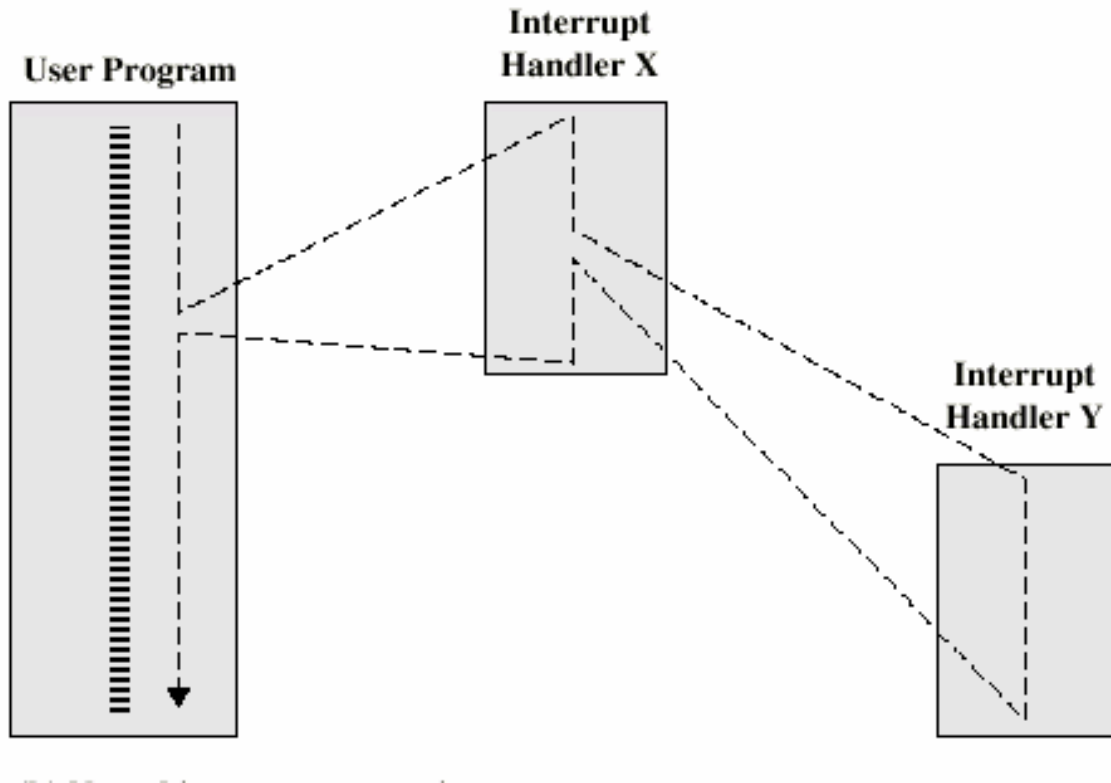 User Program
Interrupt
Handler X
Interrupt
Handler Y